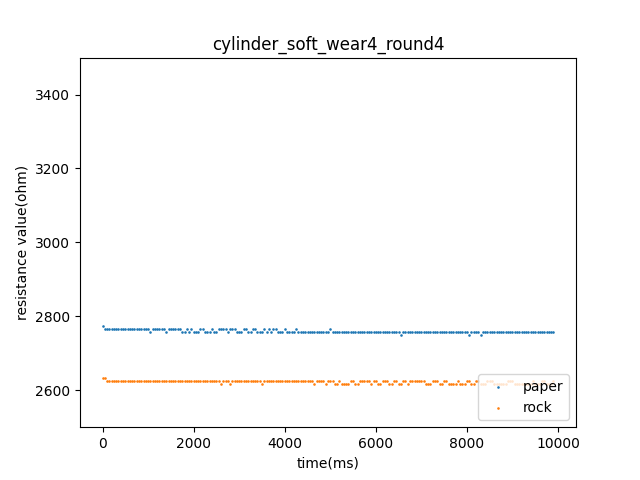 cylinder_soft_wear4_round4
resistance value(ohm)
3400
3200
3000
2800
2600
0
2000
4000
6000
8000
10000
time(ms)
paper
rock